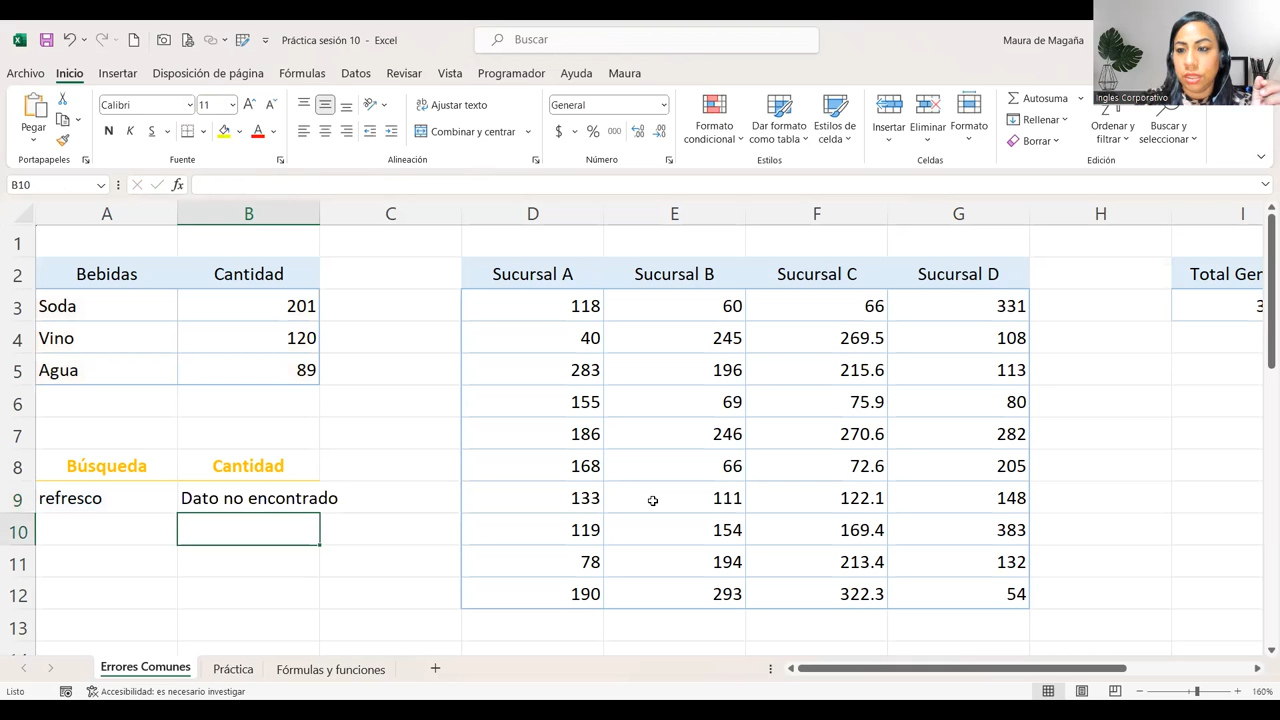 Práctica sesión 10 - Excel
Buscar
Maura de Magaña
Ingles Corporativo
Archivo Inicio Insertar Disposición de página Fórmulas Datos Revisar Vista Programador Ayuda Maura
Pegar
Calibri 11
N K S
Ajustar texto
Combinar y centrar
General
$ % 000
Formato condicional
Dar formato como tabla
Estilos de celda
Insertar Eliminar Formato
Autosuma
Rellenar
Borrar
Ordenar y filtrar
Buscar y seleccionar
Portapapeles Fuente Alineación Número Estilos Celdas Edición
B10 fx
A B C D E F G H I
1
2 Bebidas Cantidad Sucursal A Sucursal B Sucursal C Sucursal D Total Ger
3 Soda 201 118 60 66 331 3
4 Vino 120 40 245 269.5 108
5 Agua 89 283 196 215.6 113
6 155 69 75.9 80
7 186 246 270.6 282
8 Búsqueda Cantidad 168 66 72.6 205
9 refresco Dato no encontrado 133 111 122.1 148
10 119 154 169.4 383
11 78 194 213.4 132
12 190 293 322.3 54
13
Errores Comunes Práctica Fórmulas y funciones
Listo Accesibilidad: es necesario investigar 160%